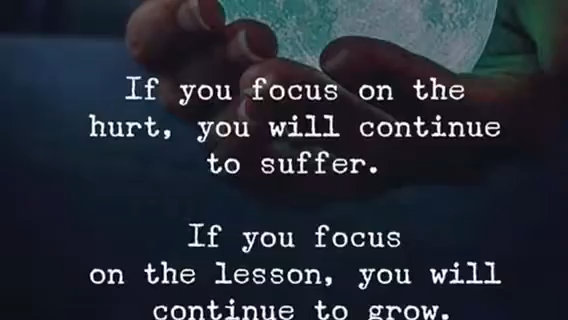 If you focus on the
hurt, you will continue
to suffer.
If you focus
on the lesson, you will
continue to grow.